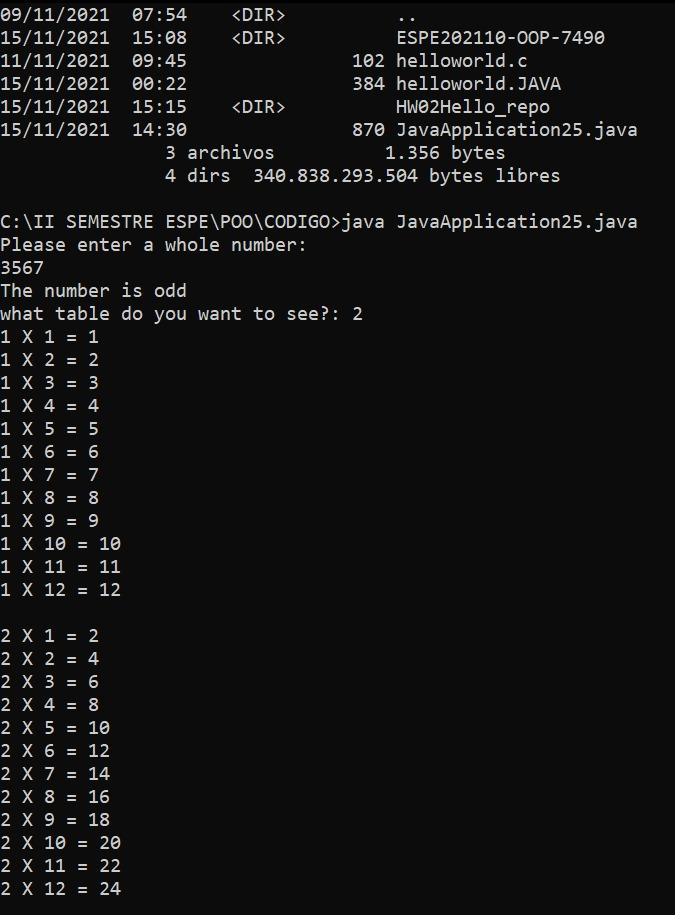 09/11/2021  07:54    <DIR>          ..
15/11/2021  15:08    <DIR>          ESPE202110-OOP-7490
11/11/2021  09:45               102 helloworld.c
15/11/2021  00:22               384 helloworld.JAVA
15/11/2021  15:15    <DIR>          HW02Hello_repo
15/11/2021  14:30               870 JavaApplication25.java
               3 archivos          1.356 bytes
               4 dirs  340.838.293.504 bytes libres
C:\II SEMESTRE ESPE\POO\CODIGO>java JavaApplication25.java
Please enter a whole number:
3567
The number is odd
what table do you want to see?: 2
1 X 1 = 1
1 X 2 = 2
1 X 3 = 3
1 X 4 = 4
1 X 5 = 5
1 X 6 = 6
1 X 7 = 7
1 X 8 = 8
1 X 9 = 9
1 X 10 = 10
1 X 11 = 11
1 X 12 = 12
2 X 1 = 2
2 X 2 = 4
2 X 3 = 6
2 X 4 = 8
2 X 5 = 10
2 X 6 = 12
2 X 7 = 14
2 X 8 = 16
2 X 9 = 18
2 X 10 = 20
2 X 11 = 22
2 X 12 = 24